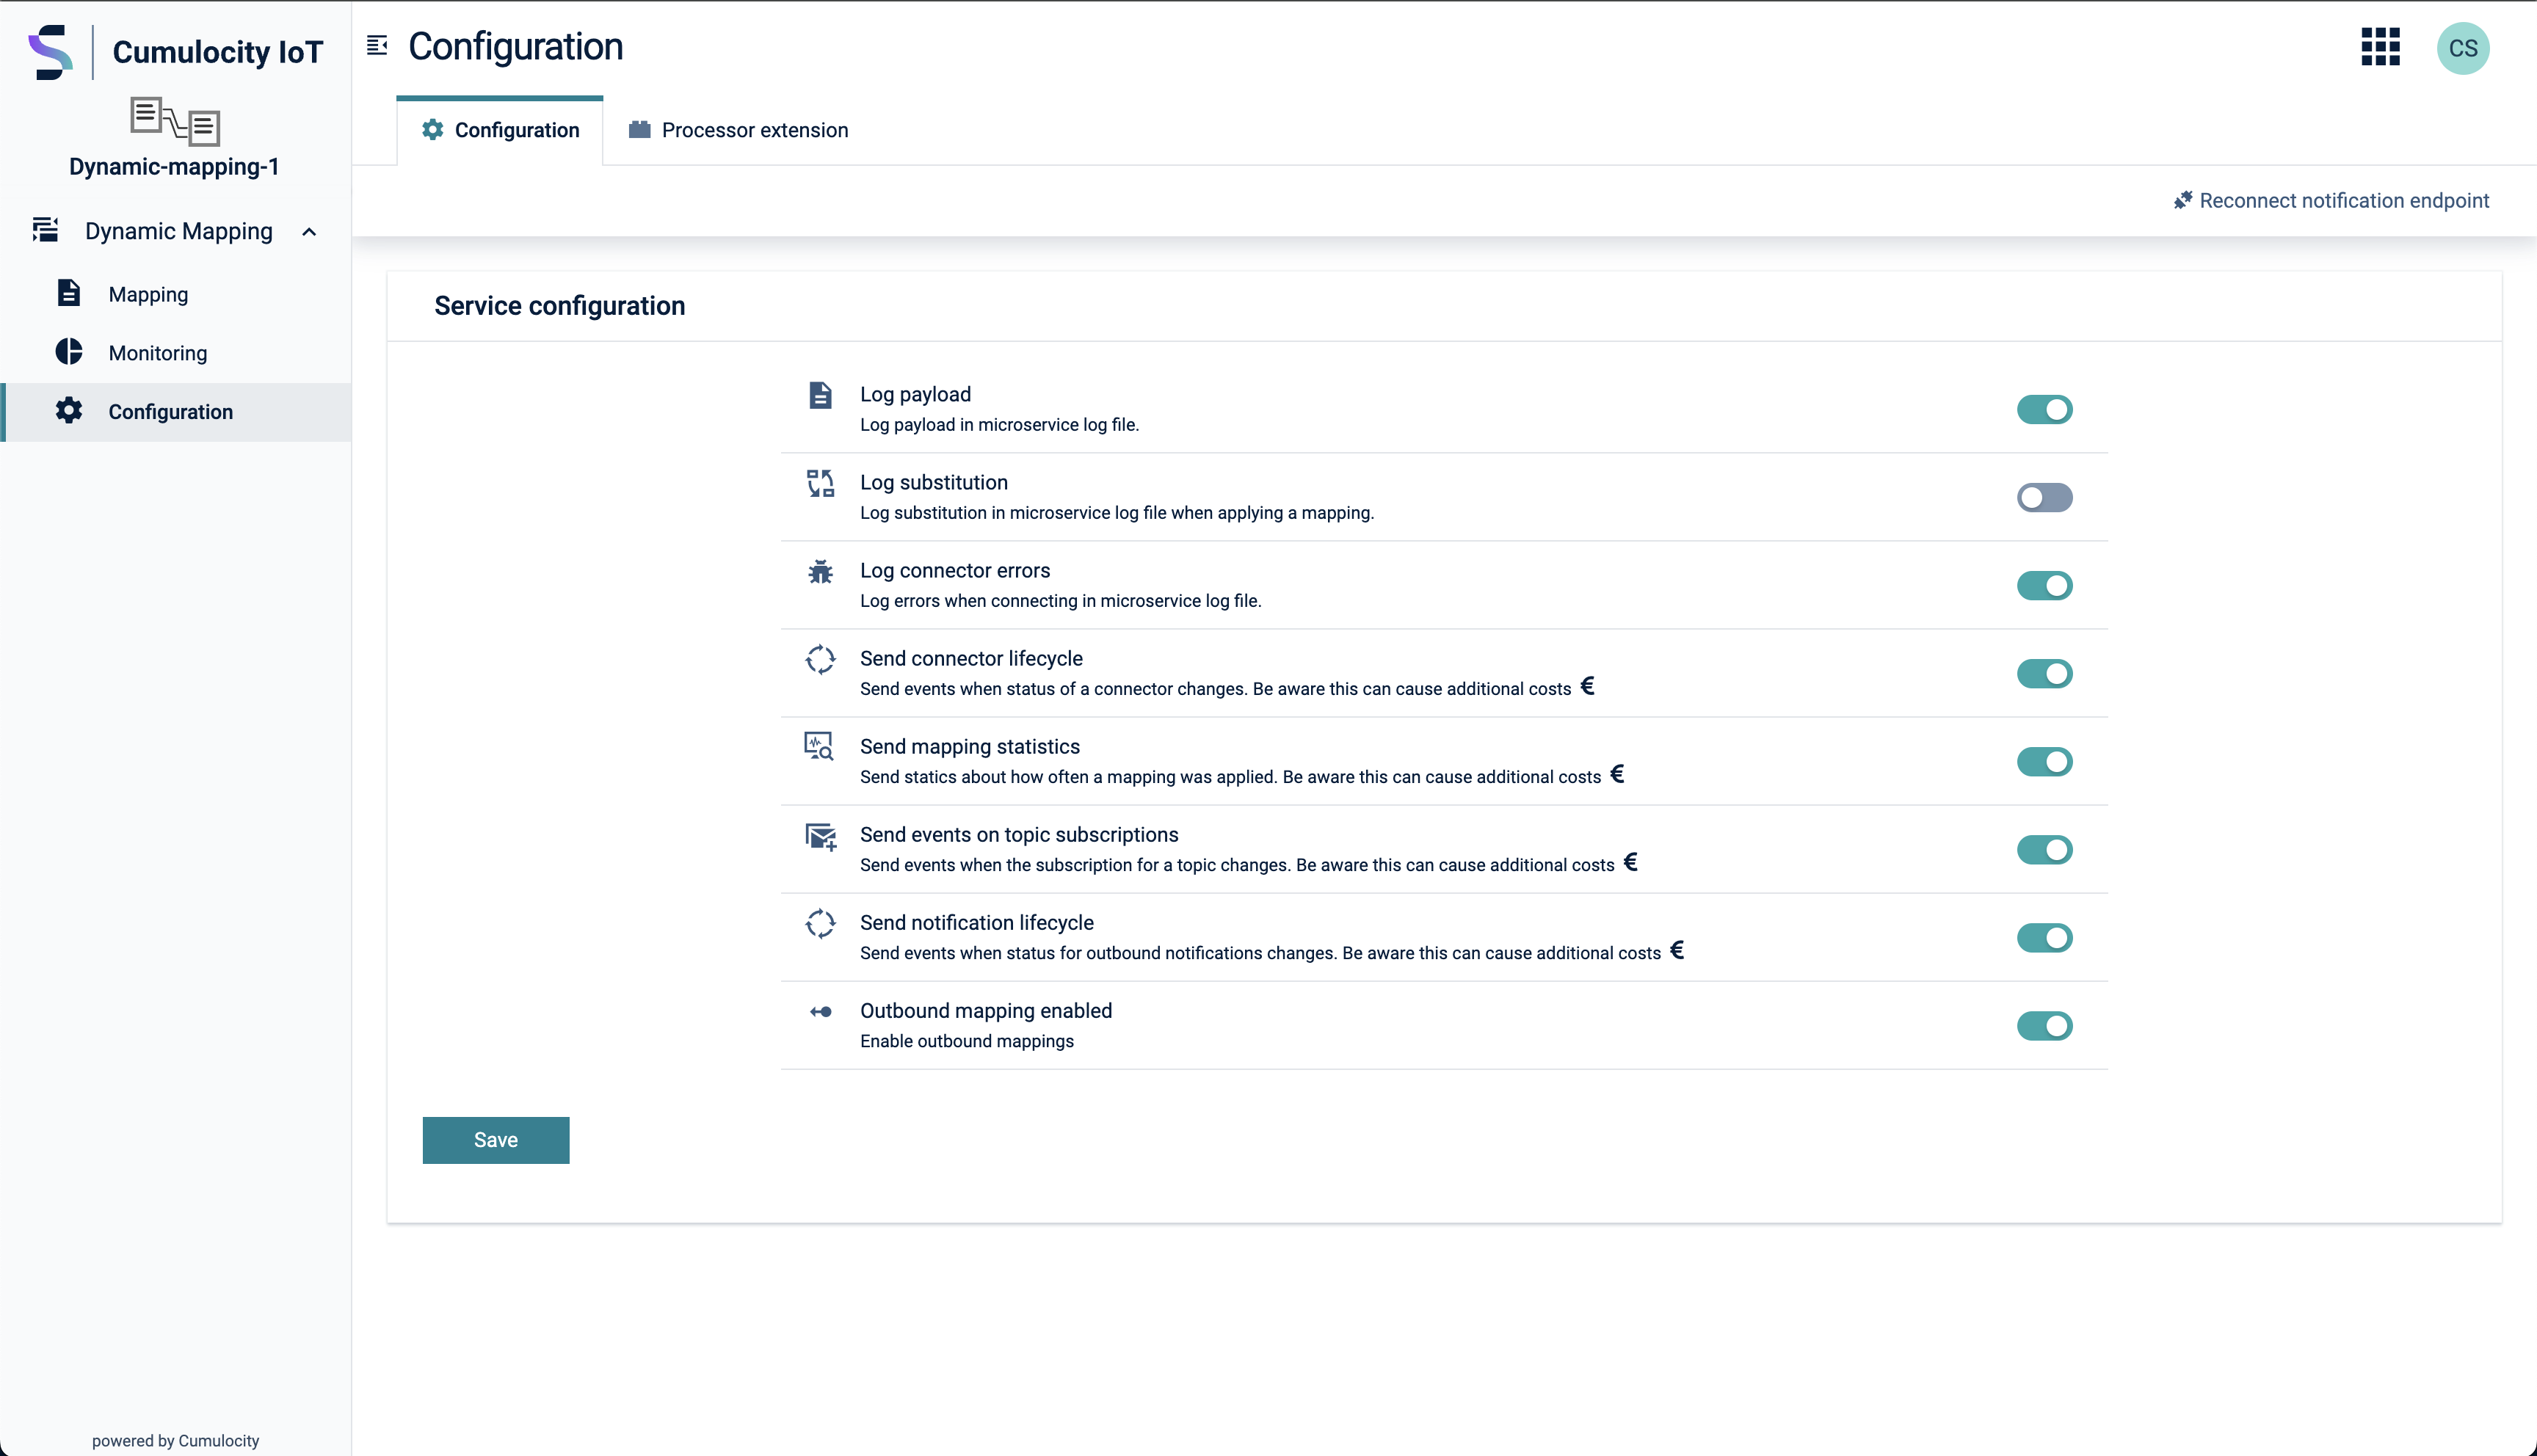 Cumulocity IoT
Dynamic-mapping-1
Dynamic Mapping
Mapping
Monitoring
Configuration
powered by Cumulocity
Configuration
CS
Configuration
Processor extension
Reconnect notification endpoint
Service configuration
Log payload
Log payload in microservice log file.
Log substitution
Log substitution in microservice log file when applying a mapping.
Log connector errors
Log errors when connecting in microservice log file.
Send connector lifecycle
Send events when status of a connector changes. Be aware this can cause additional costs €
Send mapping statistics
Send statics about how often a mapping was applied. Be aware this can cause additional costs €
Send events on topic subscriptions
Send events when the subscription for a topic changes. Be aware this can cause additional costs €
Send notification lifecycle
Send events when status for outbound notifications changes. Be aware this can cause additional costs €
Outbound mapping enabled
Enable outbound mappings
Save